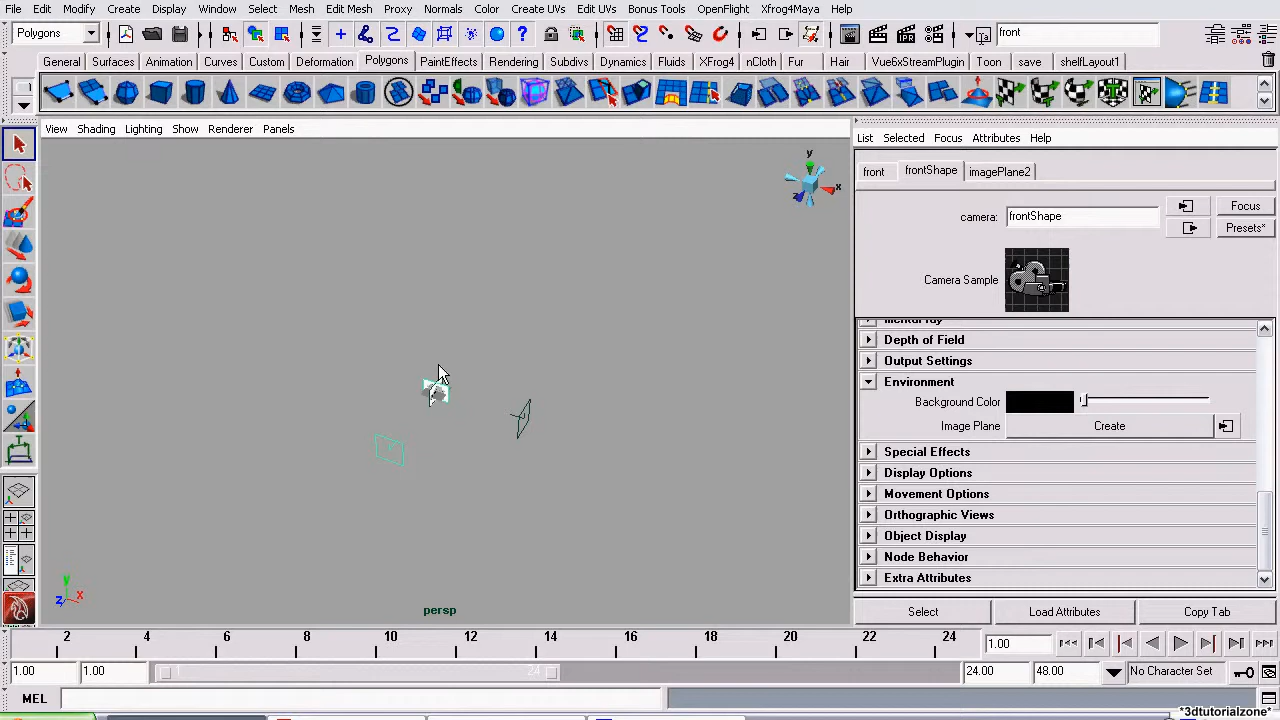 File Edit Modify Create Display Window Select Mesh Edit Mesh Proxy Normals Color Create UVs Edit UVs Bonus Tools OpenFlight Xfrog4Maya Help
Polygons front
General Surfaces Animation Curves Custom Deformation Polygons PaintEffects Rendering Subdivs Dynamics Fluids XFrog4 nCloth Fur Hair Vue6xStreamPlugin Toon save shelfLayout1
View Shading Lighting Show Renderer Panels
List Selected Focus Attributes Help
front frontShape imagePlane2
camera: frontShape Focus
Presets*
Camera Sample
Depth of Field
Output Settings
Environment
Background Color
Image Plane Create
Special Effects
Display Options
Movement Options
Orthographic Views
Object Display
Node Behavior
Extra Attributes
y
x
z
y
z x
persp
Select Load Attributes Copy Tab
2 4 6 8 10 12 14 16 18 20 22 24 1.00
1.00 1.00 1 24 24.00 48.00 No Character Set
MEL
*3dtutorialzone*